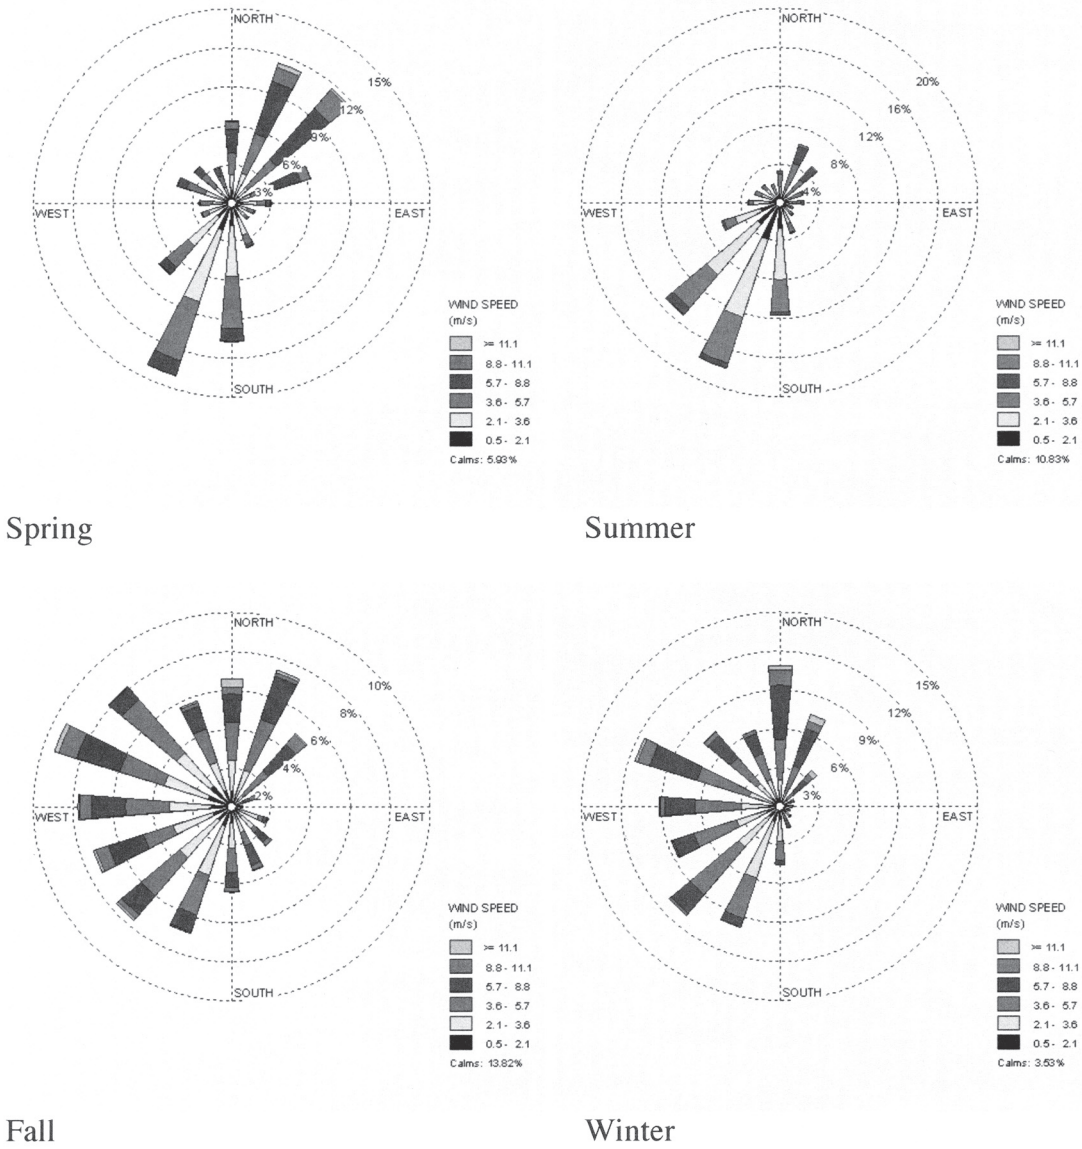 NORTH
15%
12%
9%
6%
3%
WEST
EAST
SOUTH
WIND SPEED
(m/s)
>= 11.1
8.8 - 11.1
5.7 - 8.8
3.6 - 5.7
2.1 - 3.6
0.5 - 2.1
Calms: 5.93%
Spring
NORTH
20%
16%
12%
8%
4%
WEST
EAST
SOUTH
WIND SPEED
(m/s)
>= 11.1
8.8 - 11.1
5.7 - 8.8
3.6 - 5.7
2.1 - 3.6
0.5 - 2.1
Calms: 10.83%
Summer
NORTH
10%
8%
6%
4%
2%
WEST
EAST
SOUTH
WIND SPEED
(m/s)
>= 11.1
8.8 - 11.1
5.7 - 8.8
3.6 - 5.7
2.1 - 3.6
0.5 - 2.1
Calms: 13.82%
Fall
NORTH
15%
12%
9%
6%
3%
WEST
EAST
SOUTH
WIND SPEED
(m/s)
>= 11.1
8.8 - 11.1
5.7 - 8.8
3.6 - 5.7
2.1 - 3.6
0.5 - 2.1
Calms: 3.53%
Winter